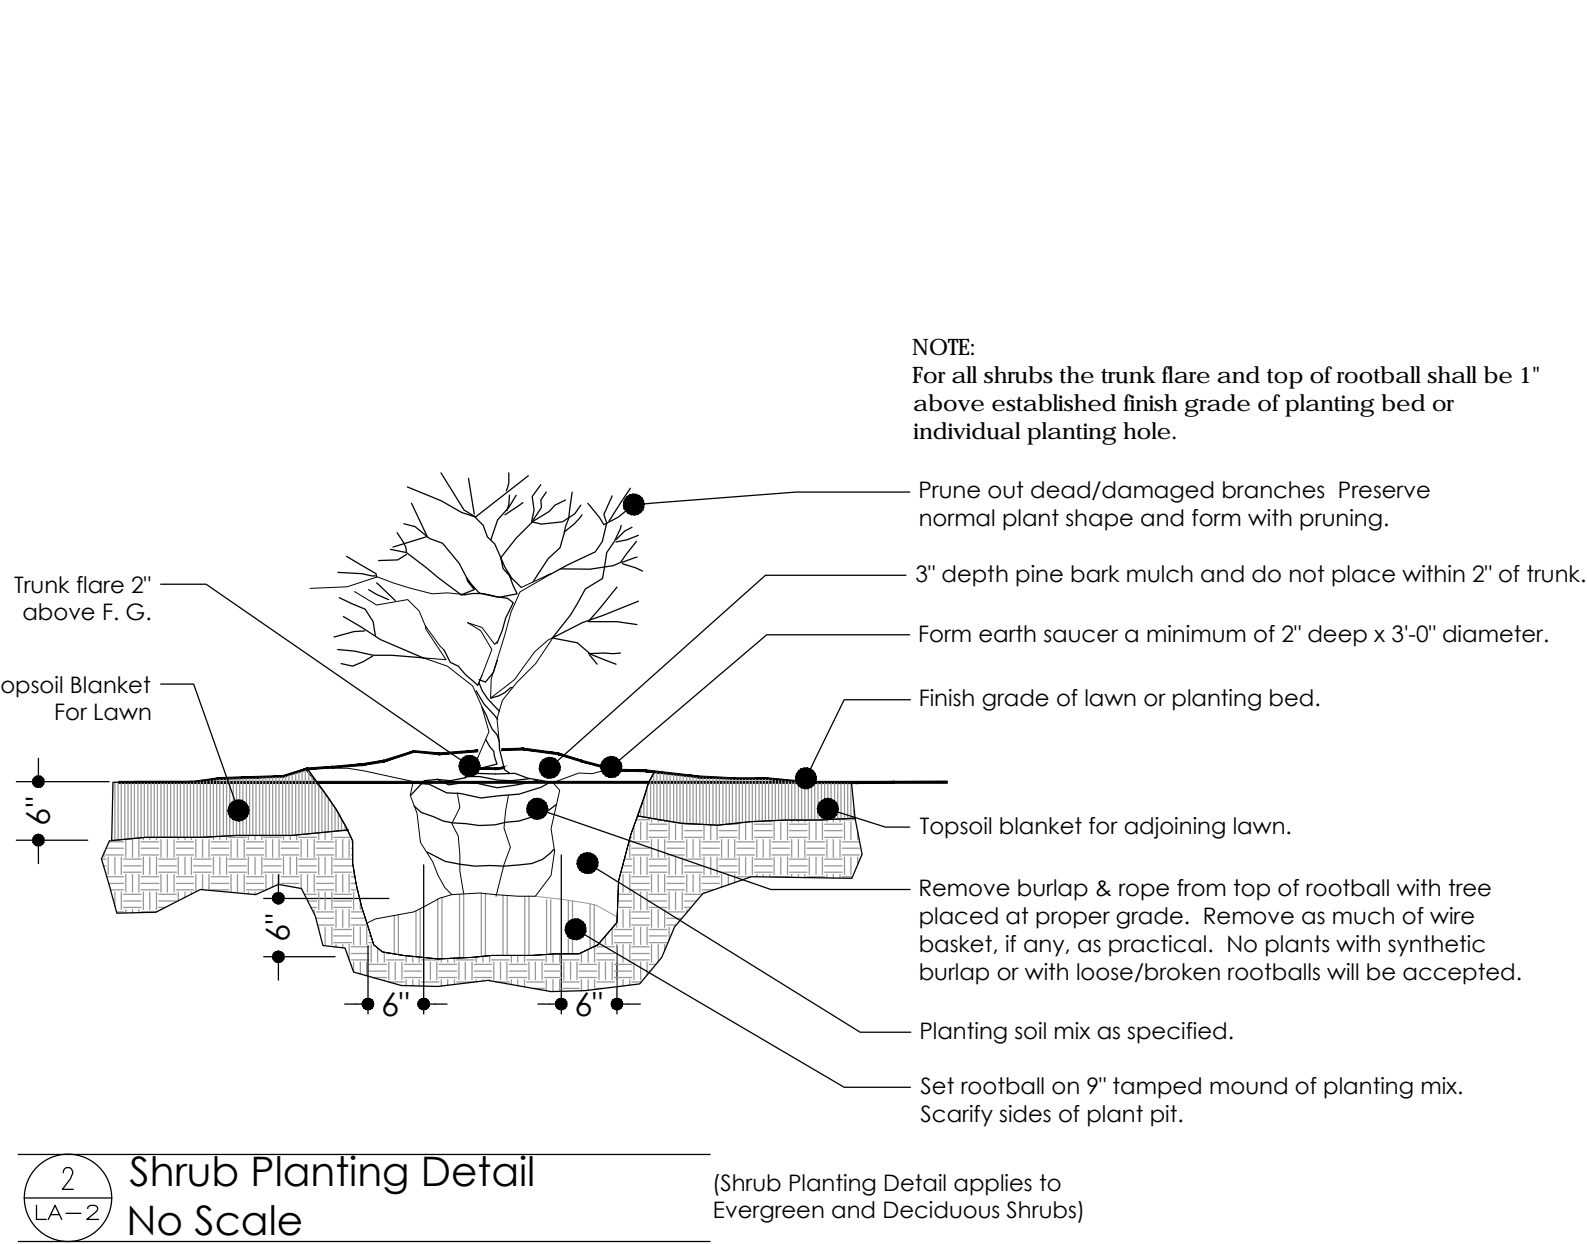 NOTE:
For all shrubs the trunk flare and top of rootball shall be 1"
above established finish grade of planting bed or
individual planting hole.
Prune out dead/damaged branches  Preserve
normal plant shape and form with pruning.
3" depth pine bark mulch and do not place within 2" of trunk.
Form earth saucer a minimum of 2" deep x 3'-0" diameter.
Finish grade of lawn or planting bed.
Topsoil blanket for adjoining lawn.
Remove burlap & rope from top of rootball with tree
placed at proper grade.  Remove as much of wire
basket, if any, as practical.  No plants with synthetic
burlap or with loose/broken rootballs will be accepted.
Planting soil mix as specified.
Set rootball on 9" tamped mound of planting mix.
Scarify sides of plant pit.
Trunk flare 2"
above F. G.
opsoil Blanket
For Lawn
6"
6"
6"
6"
2
LA-2
Shrub Planting Detail
No Scale
(Shrub Planting Detail applies to
Evergreen and Deciduous Shrubs)